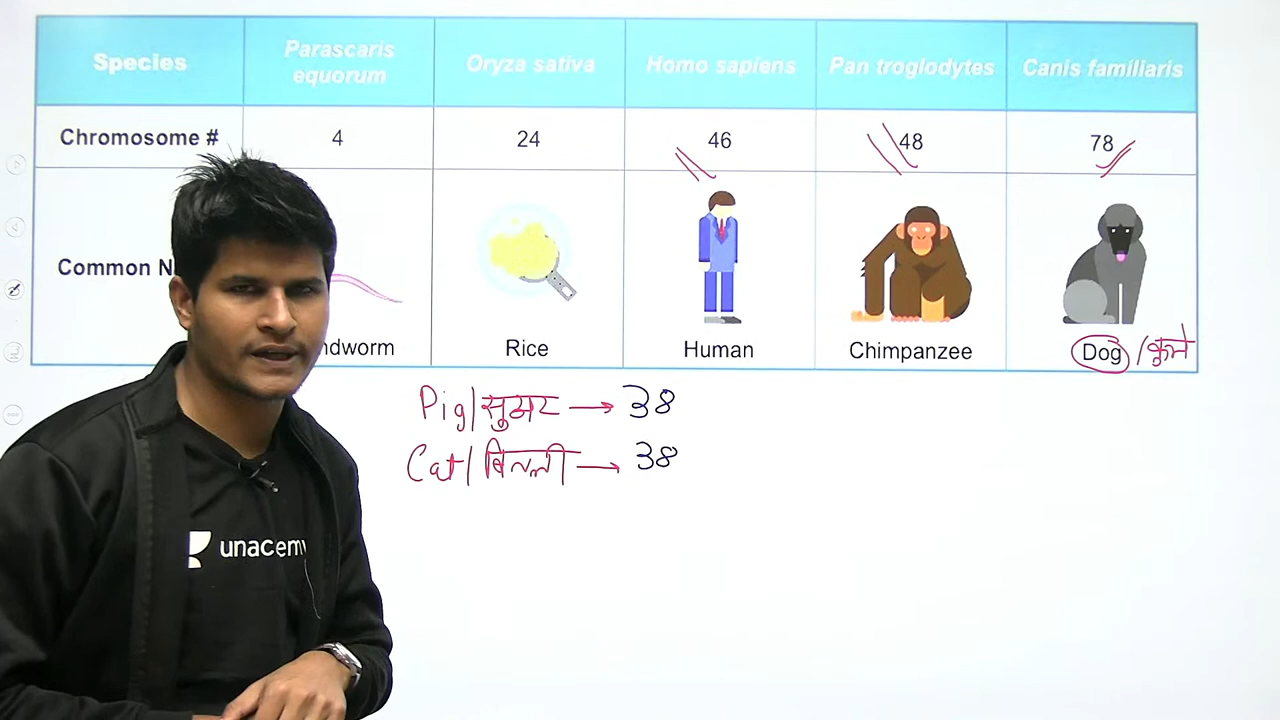 Species Parascaris equorum Oryza sativa Homo sapiens Pan troglodytes Canis familiaris
Chromosome # 4 24 46 48 78
Common N
ndworm Rice Human Chimpanzee Dog / कुत्ते
Pig / सुअर → 38
Cat / बिल्ली → 38
unacem